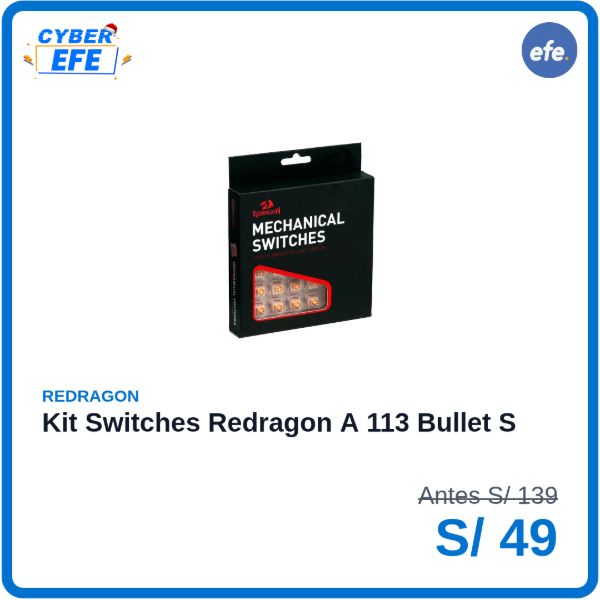 CYBER
EFE
efe.
REDRAGON
MECHANICAL
SWITCHES
REDRAGON
Kit Switches Redragon A 113 Bullet S
Antes S/ 139
S/ 49